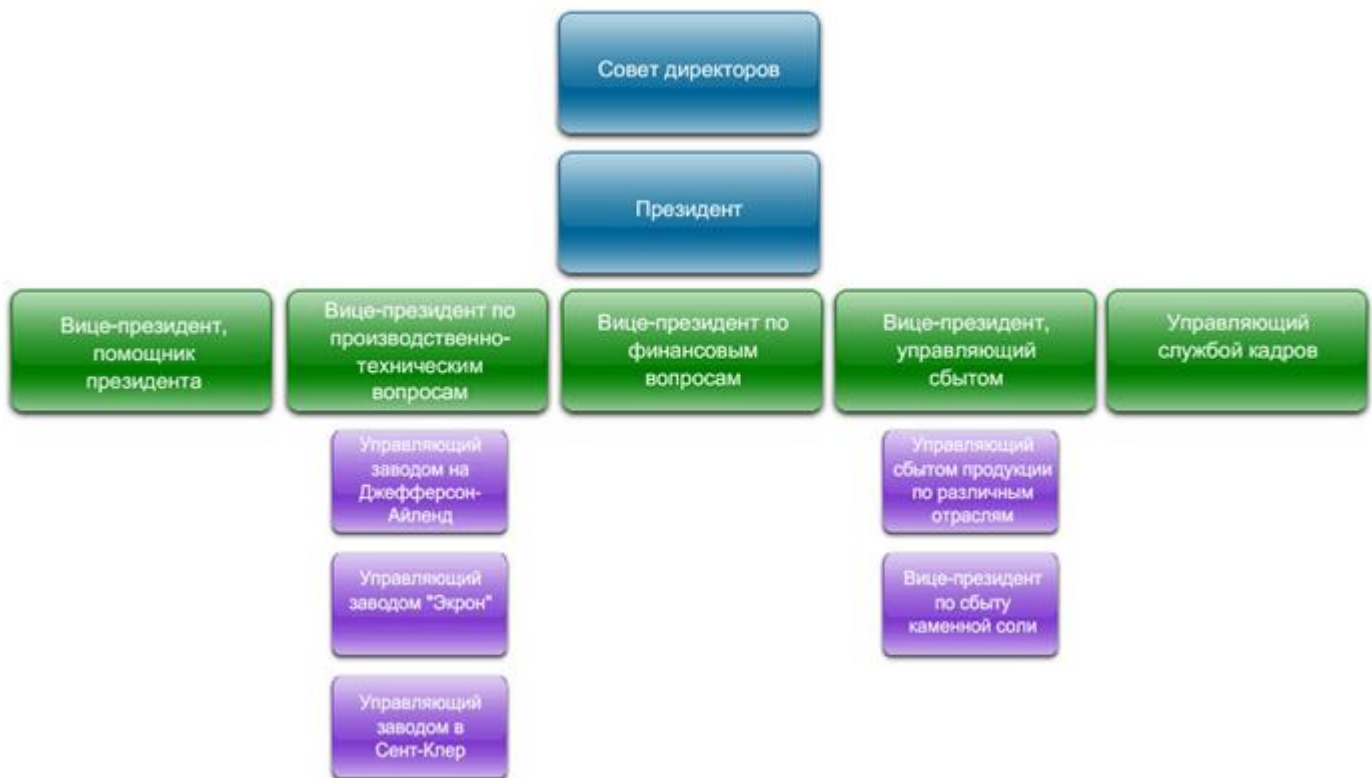 Совет директоров
Президент
Вице-президент,
помощник
президента
Вице-президент по
производственно-
техническим
вопросам
Вице-президент по
финансовым
вопросам
Вице-президент,
управляющий
сбытом
Управляющий
службой кадров
Управляющий
заводом на
Джефферсон-
Айленд
Управляющий
заводом "Экрон"
Управляющий
заводом в
Сент-Клер
Управляющий
сбытом продукции
по различным
отраслям
Вице-президент
по сбыту
каменной соли